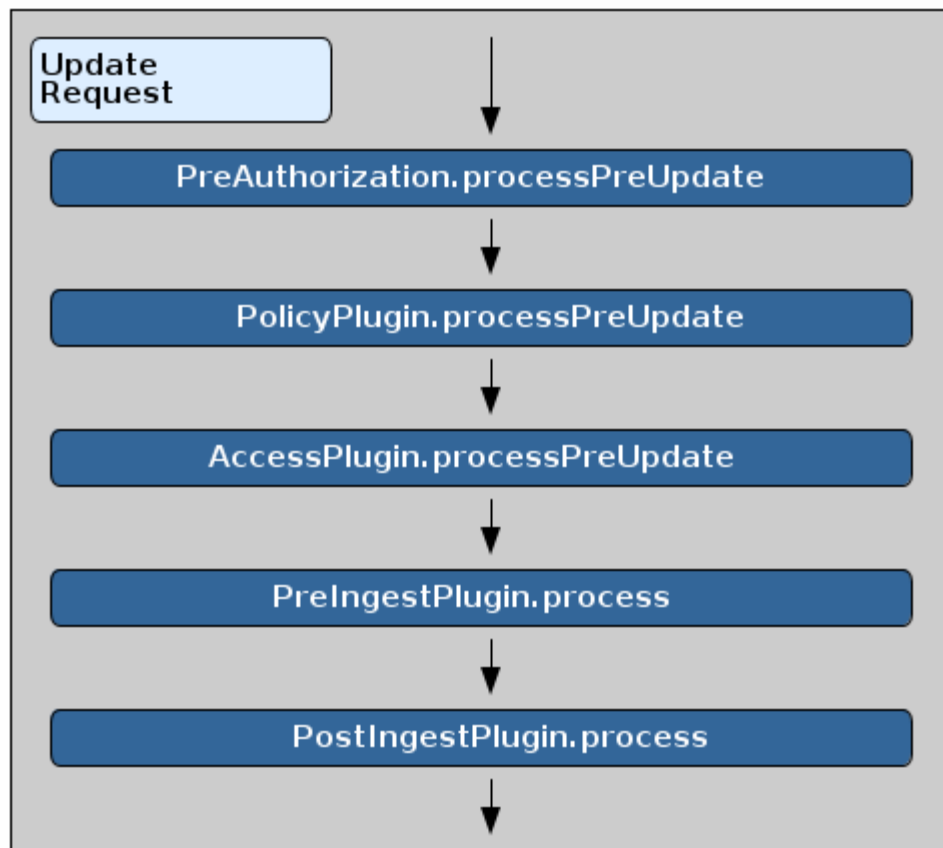 Update
Request
PreAuthorization.processPreUpdate
PolicyPlugin.processPreUpdate
AccessPlugin.processPreUpdate
PreIngestPlugin.process
PostIngestPlugin.process